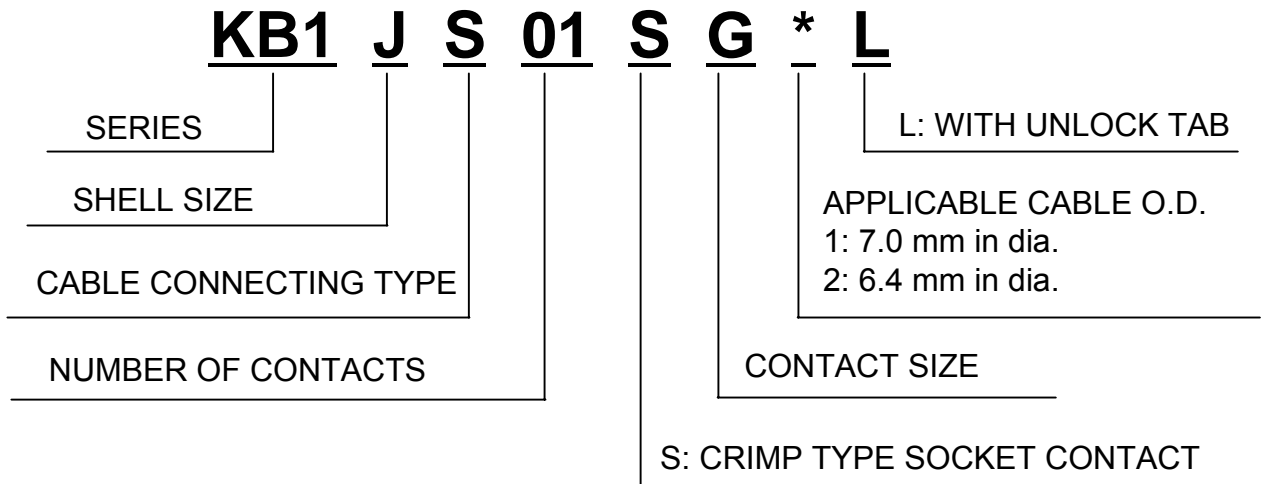 KB1 J S 01 S G * L
SERIES
L: WITH UNLOCK TAB
SHELL SIZE
APPLICABLE CABLE O.D.
1: 7.0 mm in dia.
2: 6.4 mm in dia.
CABLE CONNECTING TYPE
NUMBER OF CONTACTS
CONTACT SIZE
S: CRIMP TYPE SOCKET CONTACT